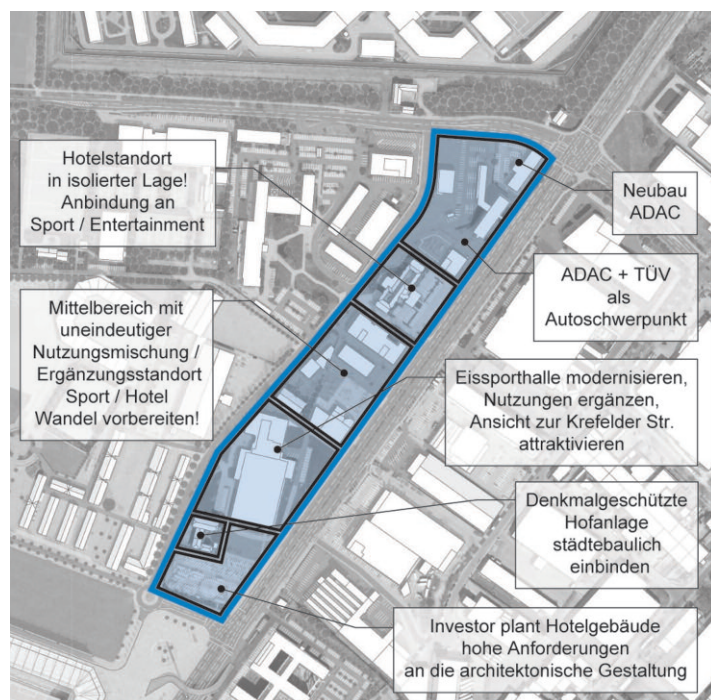 Hotelstandort
in isolierter Lage!
Anbindung an
Sport / Entertainment
Mittelbereich mit
uneindeutiger
Nutzungsmischung /
Ergänzungsstandort
Sport / Hotel
Wandel vorbereiten!
Neubau
ADAC
ADAC + TÜV
als
Autoschwerpunkt
Eissporthalle modernisieren,
Nutzungen ergänzen,
Ansicht zur Krefelder Str.
attraktivieren
Denkmalgeschützte
Hofanlage
städtebaulich
einbinden
Investor plant Hotelgebäude
hohe Anforderungen
an die architektonische Gestaltung